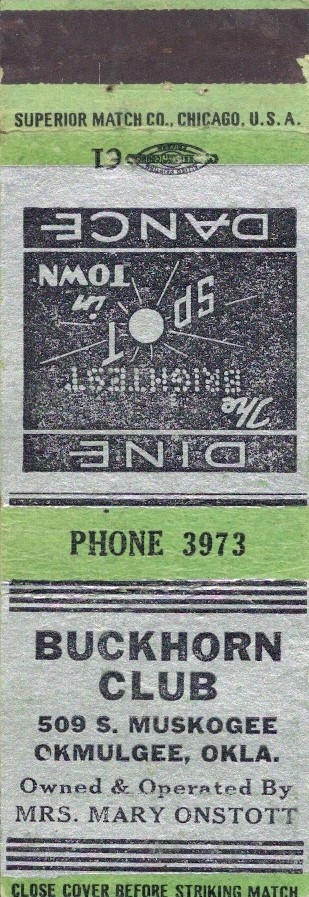 SUPERIOR MATCH CO., CHICAGO, U.S.A.
C1
DINE
The
BRIGHTEST
SPOT
in
TOWN
DANCE
PHONE 3973
BUCKHORN
CLUB
509 S. MUSKOGEE
OKMULGEE, OKLA.
Owned & Operated By
MRS. MARY ONSTOTT
CLOSE COVER BEFORE STRIKING MATCH